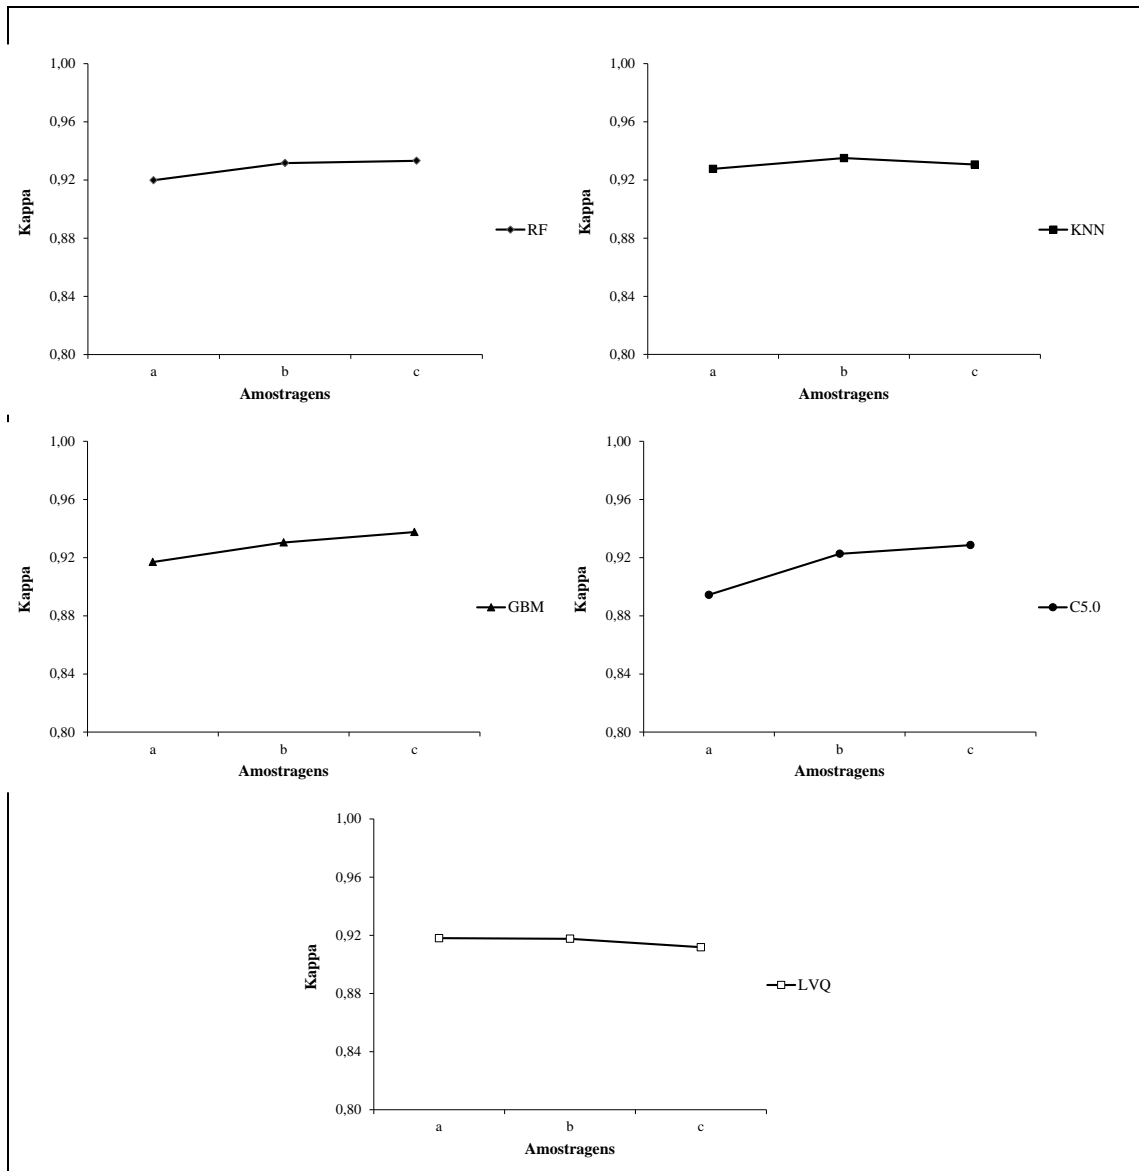 1,00
0,96
0,92
0,88
0,84
0,80
Kappa
a b c
Amostragens
RF
1,00
0,96
0,92
0,88
0,84
0,80
Kappa
a b c
Amostragens
KNN
1,00
0,96
0,92
0,88
0,84
0,80
Kappa
a b c
Amostragens
GBM
1,00
0,96
0,92
0,88
0,84
0,80
Kappa
a b c
Amostragens
C5.0
1,00
0,96
0,92
0,88
0,84
0,80
Kappa
a b c
Amostragens
LVQ